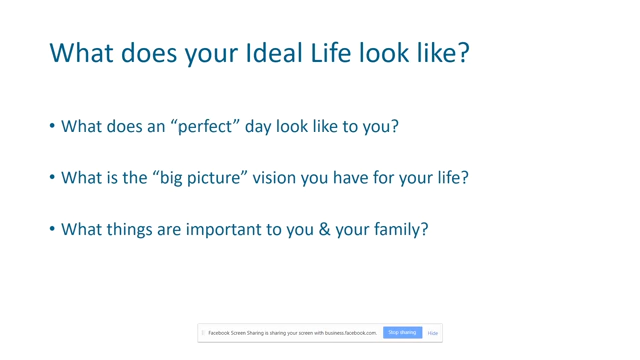 What does your Ideal Life look like?
• What does an “perfect” day look like to you?
• What is the “big picture” vision you have for your life?
• What things are important to you & your family?
Facebook Screen Sharing is sharing your screen with business.facebook.com. Stop sharing Hide